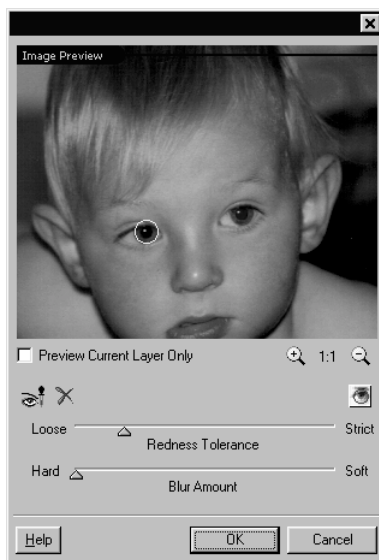 Image Preview
Preview Current Layer Only 1:1
Loose Strict
Redness Tolerance
Hard Soft
Blur Amount
Help OK Cancel